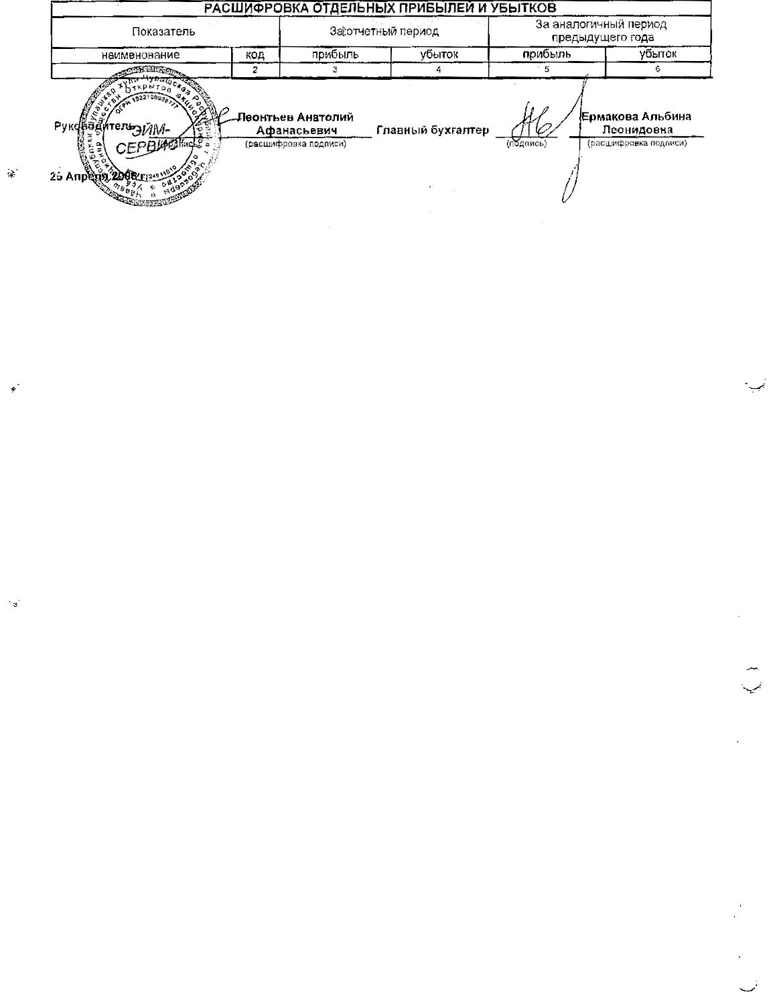 РАСШИФРОВКА ОТДЕЛЬНЫХ ПРИБЫЛЕЙ И УБЫТКОВ
Показатель За отчетный период За аналогичный период
предыдущего года
наименование код прибыль убыток прибыль убыток
2 3 4 5 6
Руководитель Леонтьев Анатолий
Афанасьевич Главный бухгалтер Ермакова Альбина
Леонидовна
(расшифровка подписи) (подпись) (расшифровка подписи)
ЭЙМ-
СЕРВИС
Апреля